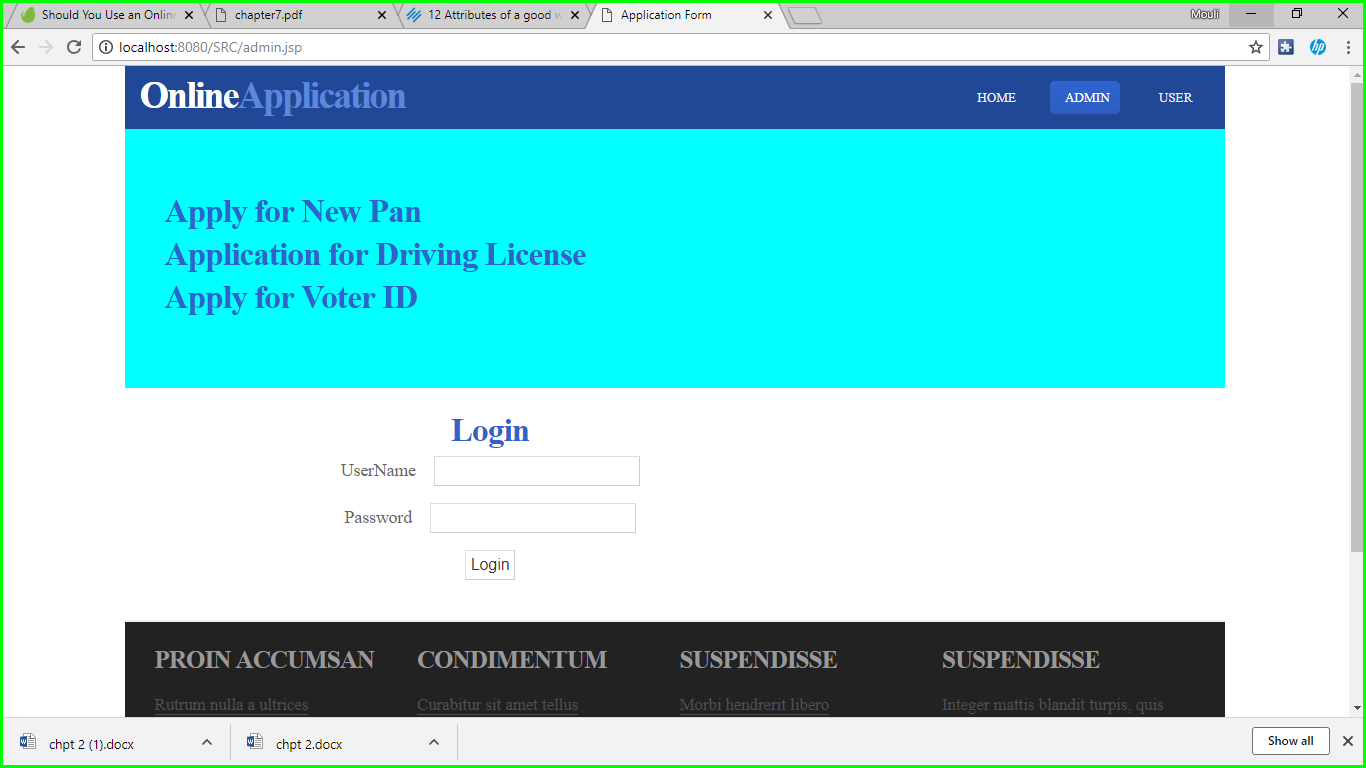 Should You Use an Online
chapter7.pdf
12 Attributes of a good w
Application Form
Mouli
localhost:8080/SRC/admin.jsp
hp
OnlineApplication
HOME
ADMIN
USER
Apply for New Pan
Application for Driving License
Apply for Voter ID
Login
UserName
Password
Login
PROIN ACCUMSAN CONDIMENTUM SUSPENDISSE SUSPENDISSE
Rutrum nulla a ultrices Curabitur sit amet tellus Morbi hendrerit libero Integer mattis blandit turpis, quis
chpt 2 (1).docx
chpt 2.docx
Show all